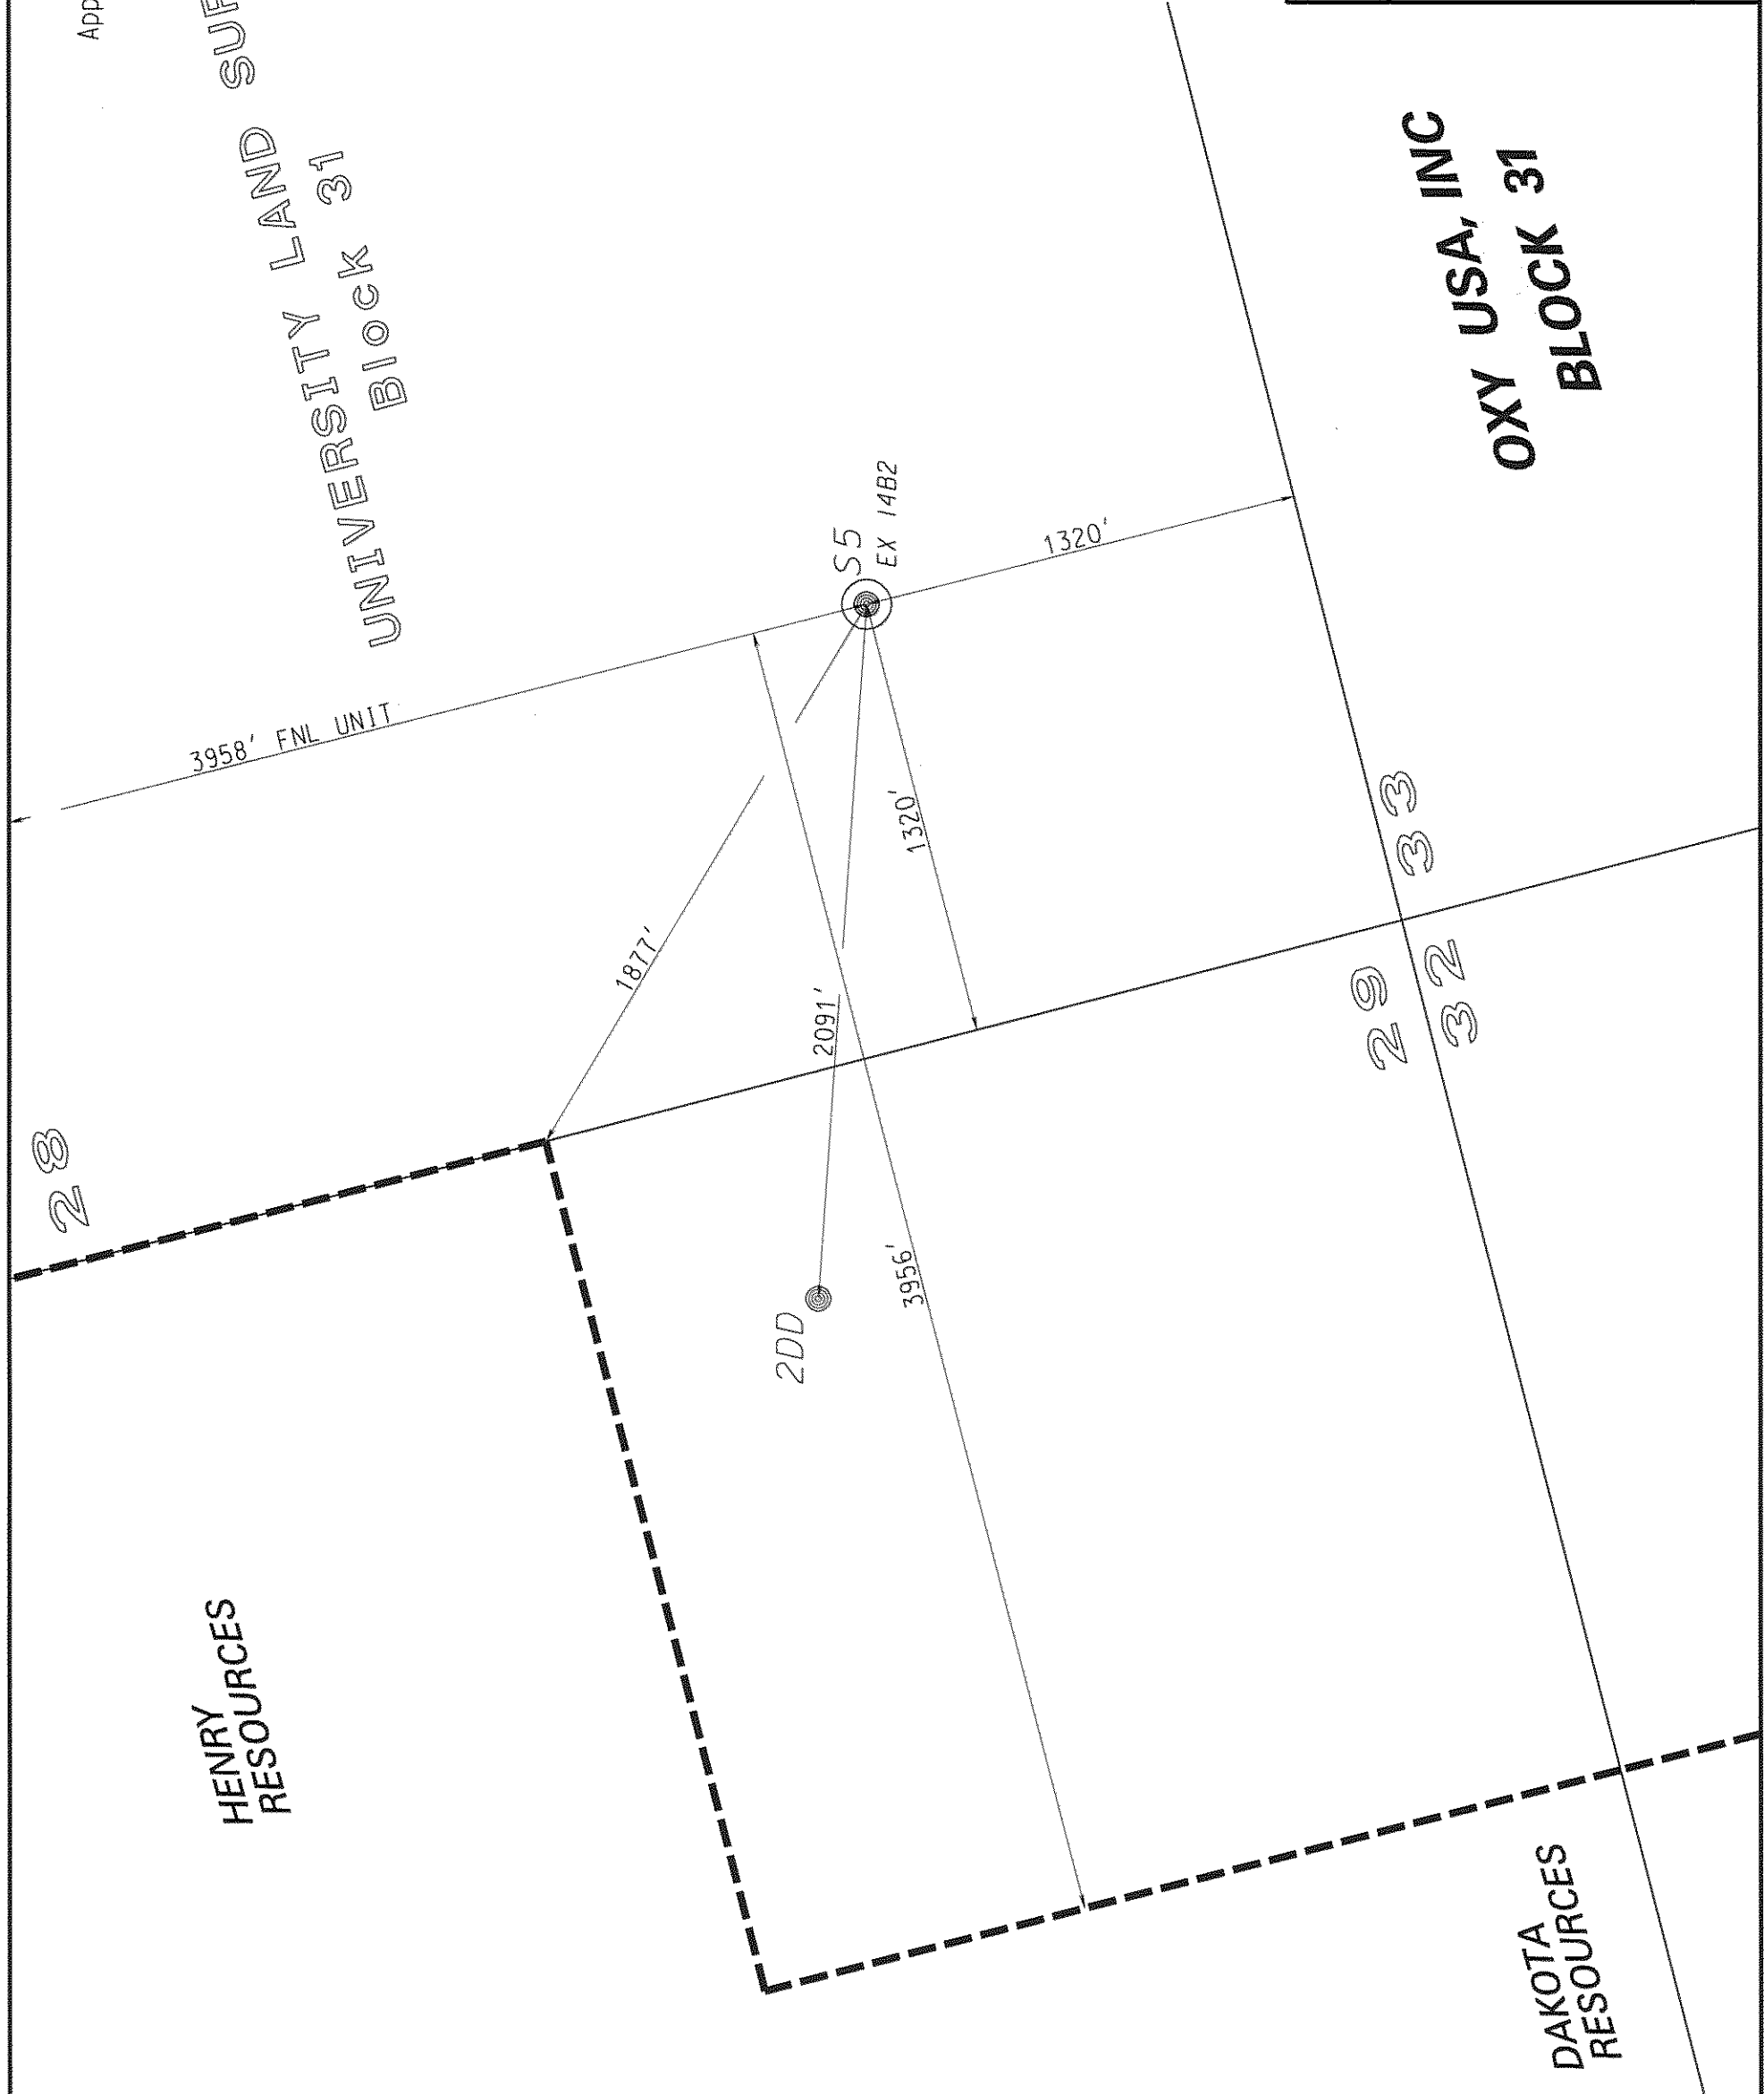 App
UNIVERSITY LAND SUR
Block 31
3958' FNL UNIT
28
S5
EX 14B2
1320'
1320'
1877'
2091'
3956'
2DD
HENRY
RESOURCES
29
33
32
OXY USA, INC
BLOCK 31
DAKOTA
RESOURCES